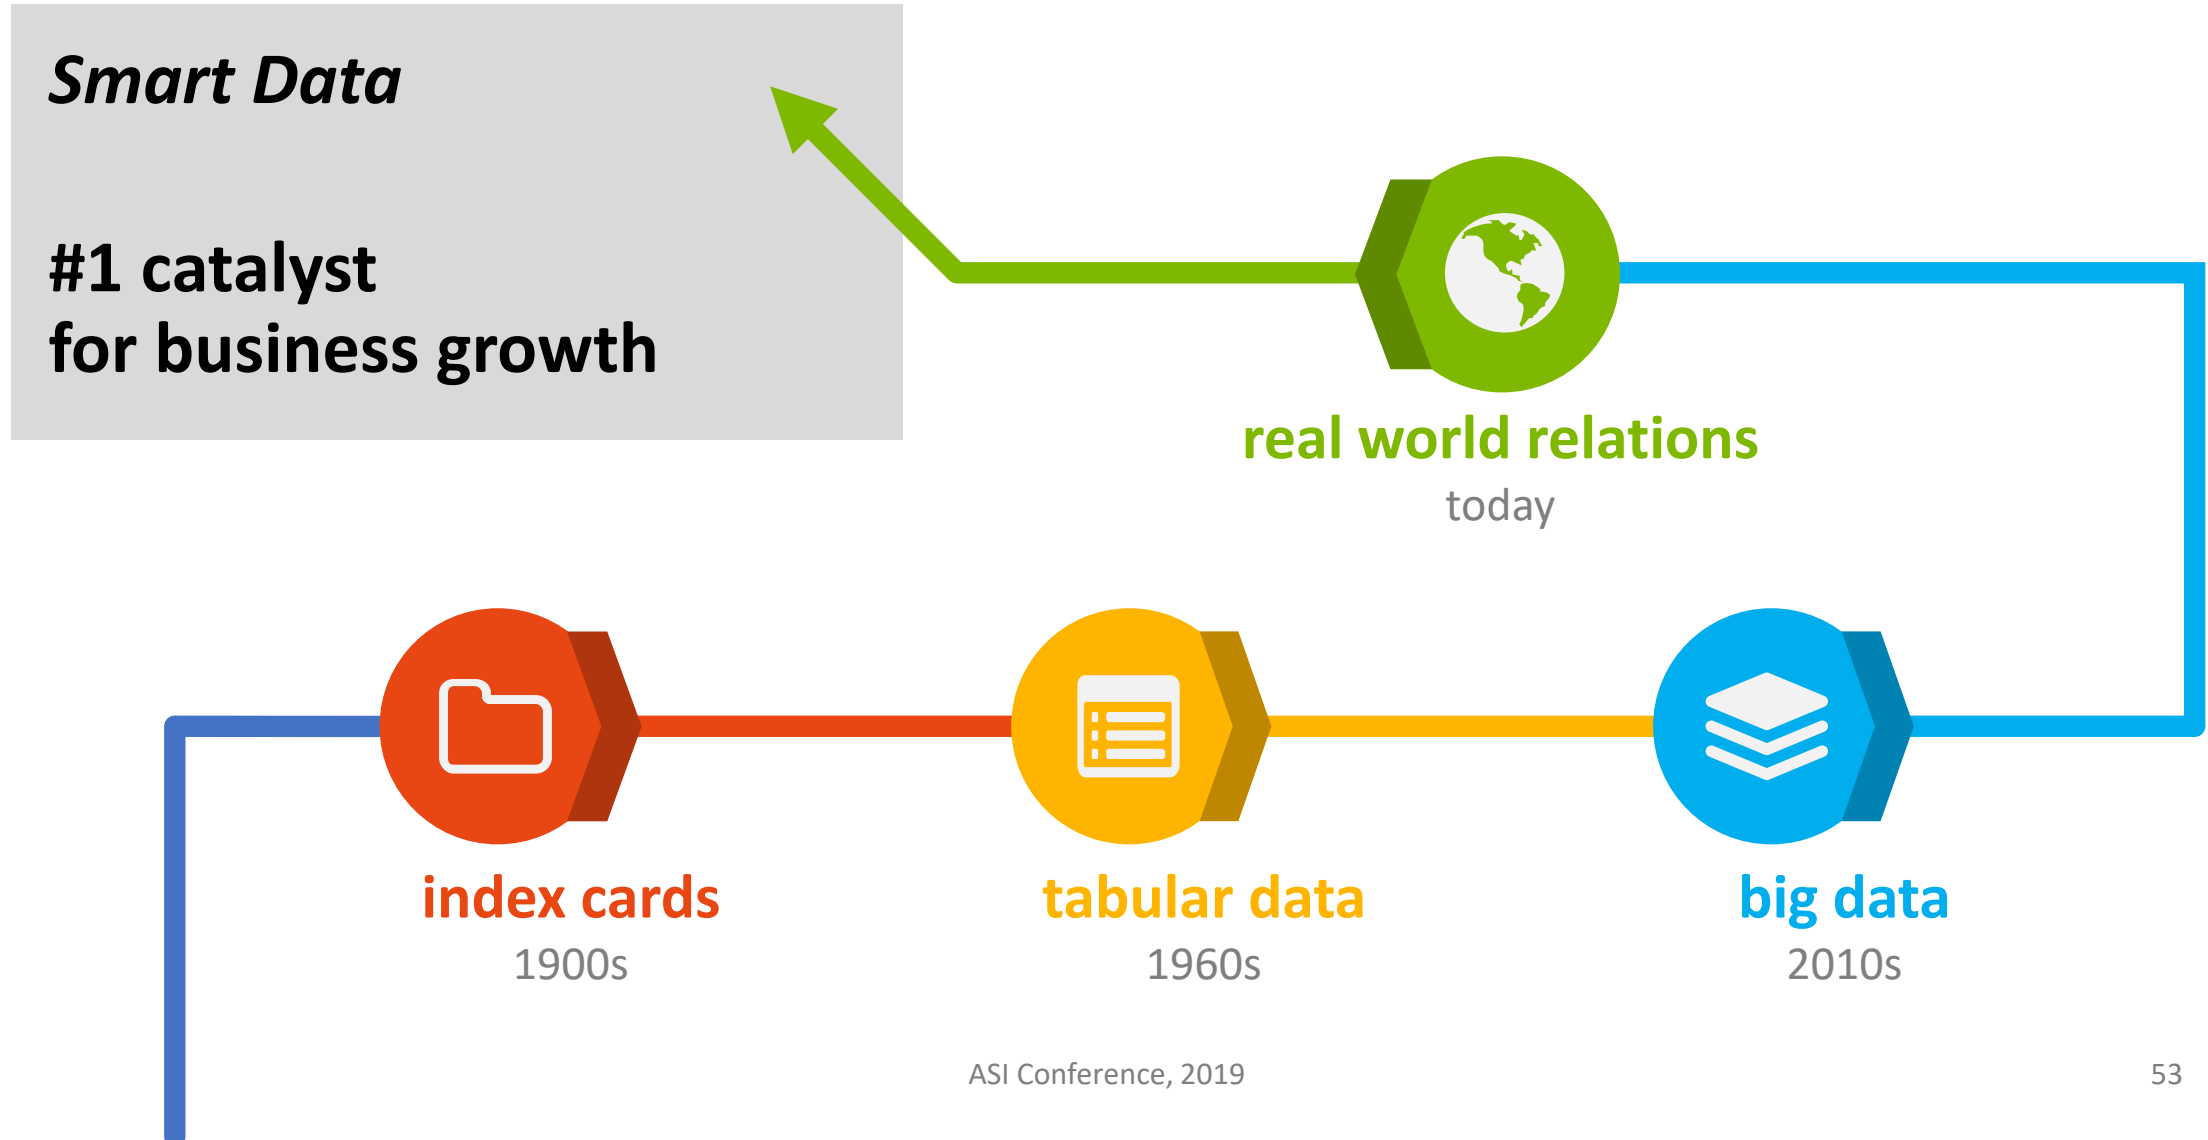 Smart Data
#1 catalyst
for business growth
real world relations
today
index cards
1900s
tabular data
1960s
big data
2010s
ASI Conference, 2019
53